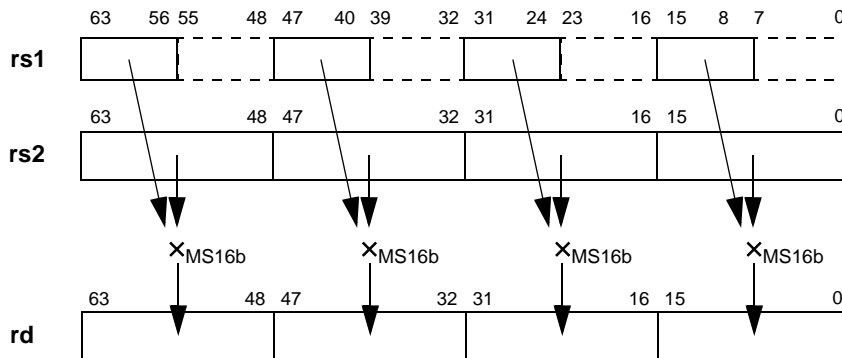 63 56 55 48 47 40 39 32 31 24 23 16 15 8 7 0
rs1
63 48 47 32 31 16 15 0
rs2
×MS16b ×MS16b ×MS16b ×MS16b
63 48 47 32 31 16 15 0
rd